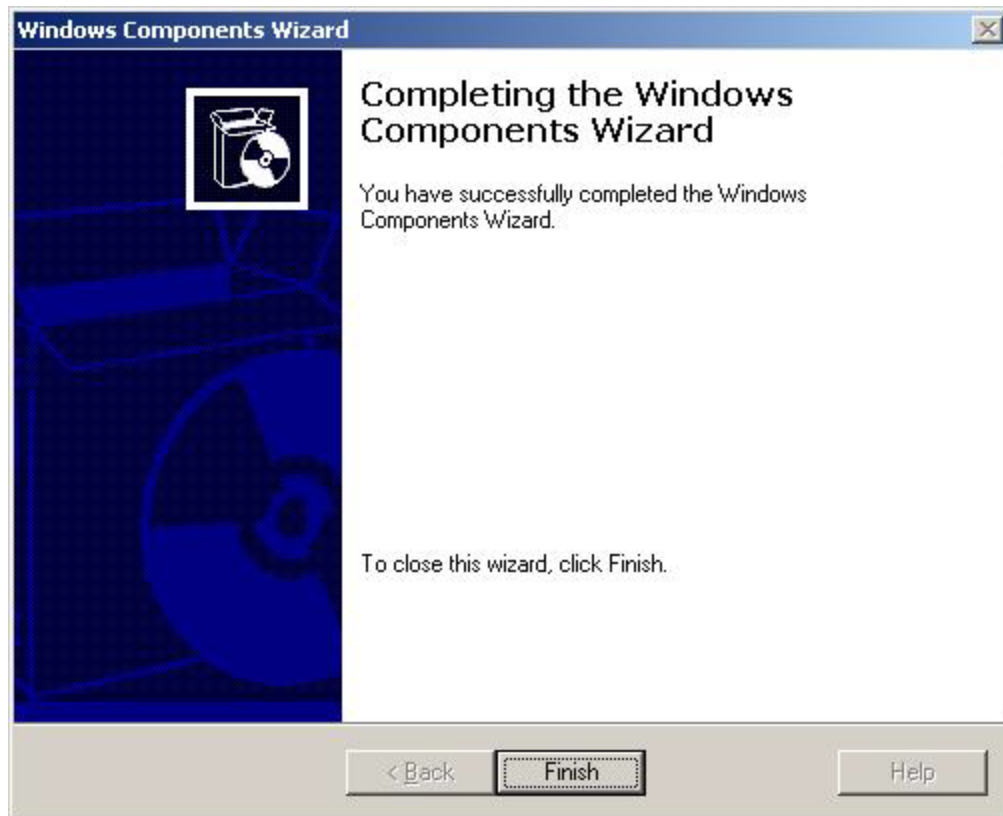 Windows Components Wizard
Completing the Windows
Components Wizard
You have successfully completed the Windows
Components Wizard.
To close this wizard, click Finish.
< Back
Finish
Help